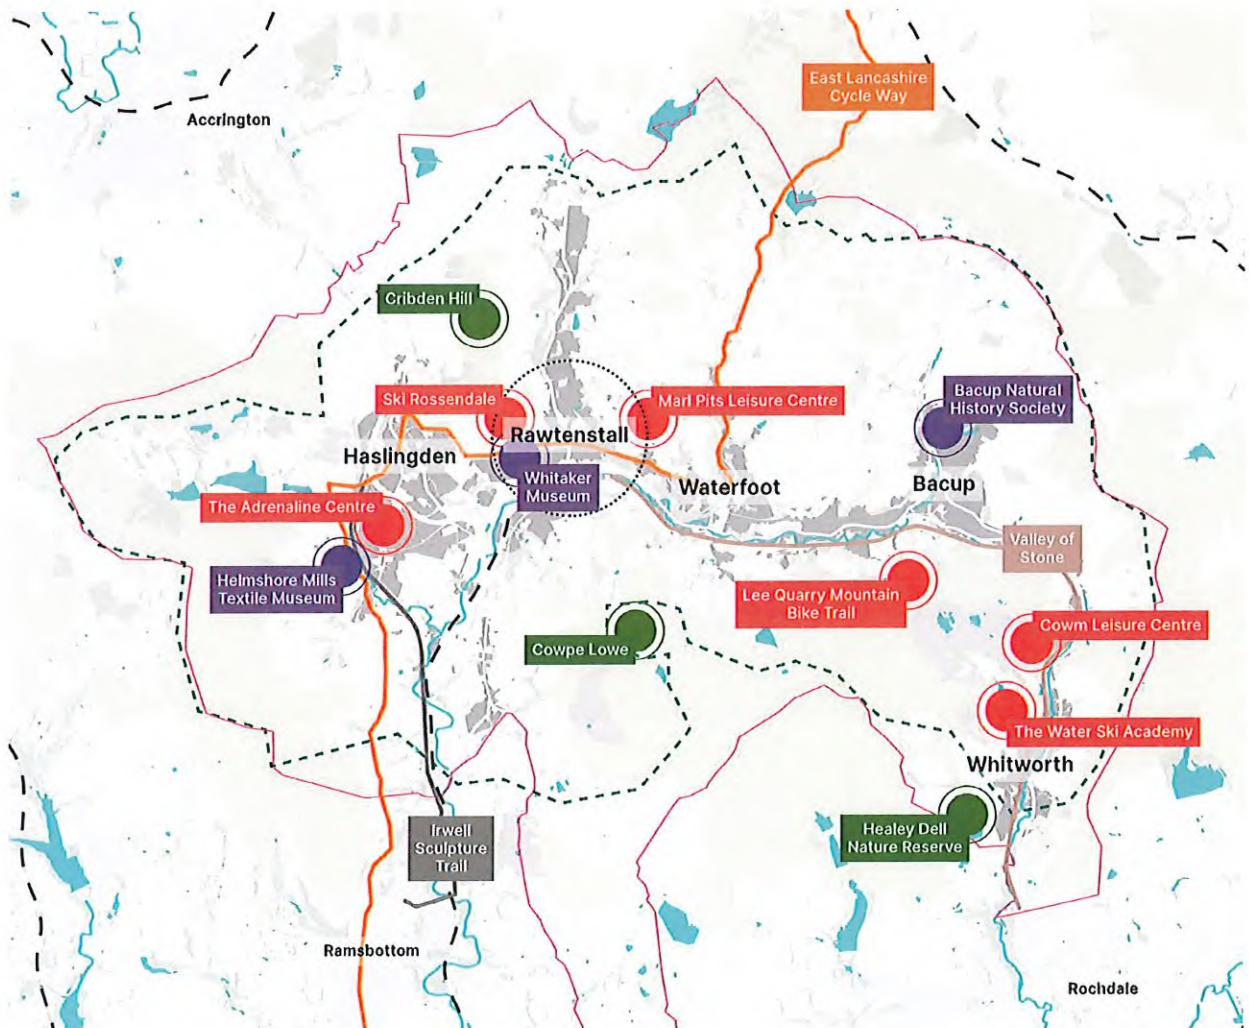 East Lancashire
Cycle Way
Accrington
Cribden Hill
Ski Rossendale
Marl Pits Leisure Centre
Bacup Natural
History Society
Rawtenstall
Haslingden
Whitaker
Museum
Waterfoot
Bacup
The Adrenaline Centre
Valley of
Stone
Helmshore Mills
Textile Museum
Lee Quarry Mountain
Bike Trail
Cowm Leisure Centre
Cowpe Lowe
The Water Ski Academy
Whitworth
Irwell
Sculpture
Trail
Healey Dell
Nature Reserve
Ramsbottom
Rochdale